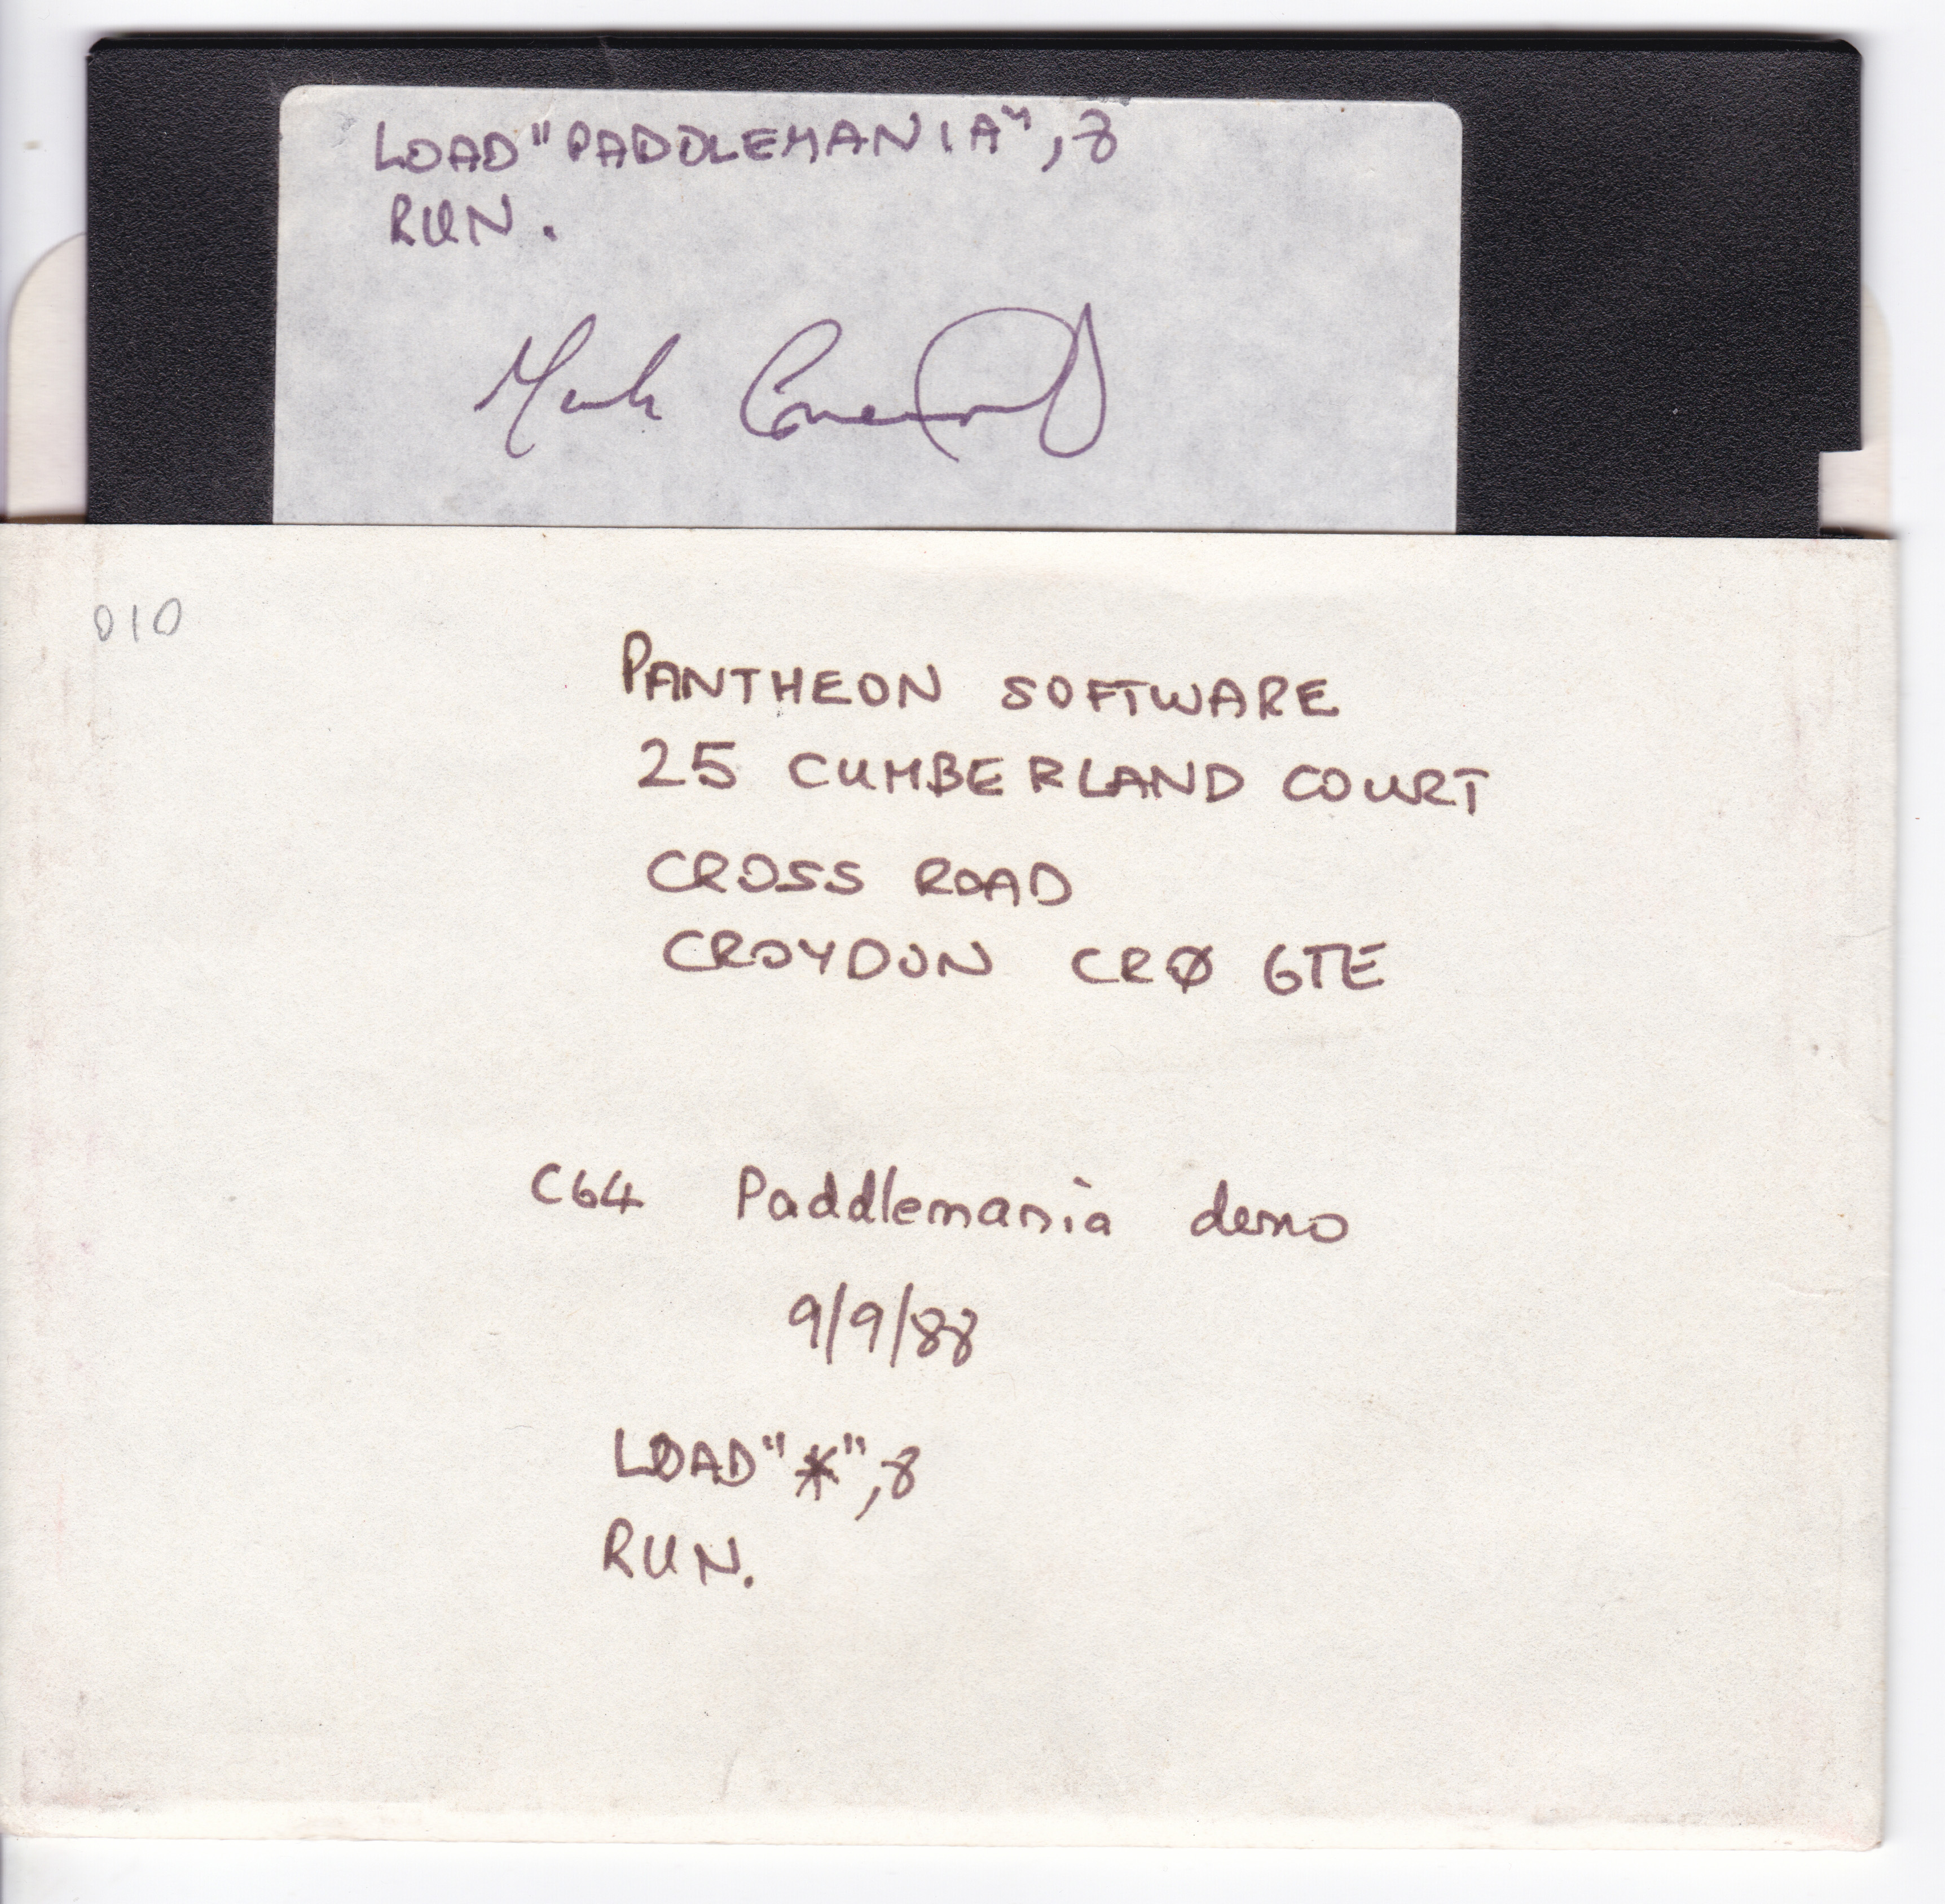 LOAD"PADDLEMANIA",8
RUN.
Mark
010
PANTHEON SOFTWARE
25 CUMBERLAND COURT
CROSS ROAD
CROYDON CRØ 6TE
C64 Paddlemania demo
9/9/88
LOAD"*",8
RUN.